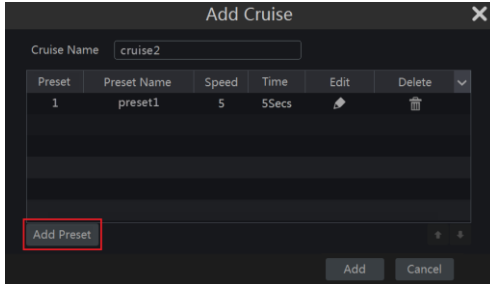 Add Cruise
Cruise Name cruise2
Preset Preset Name Speed Time Edit Delete
1 preset1 5 5Secs
Add Preset
Add Cancel